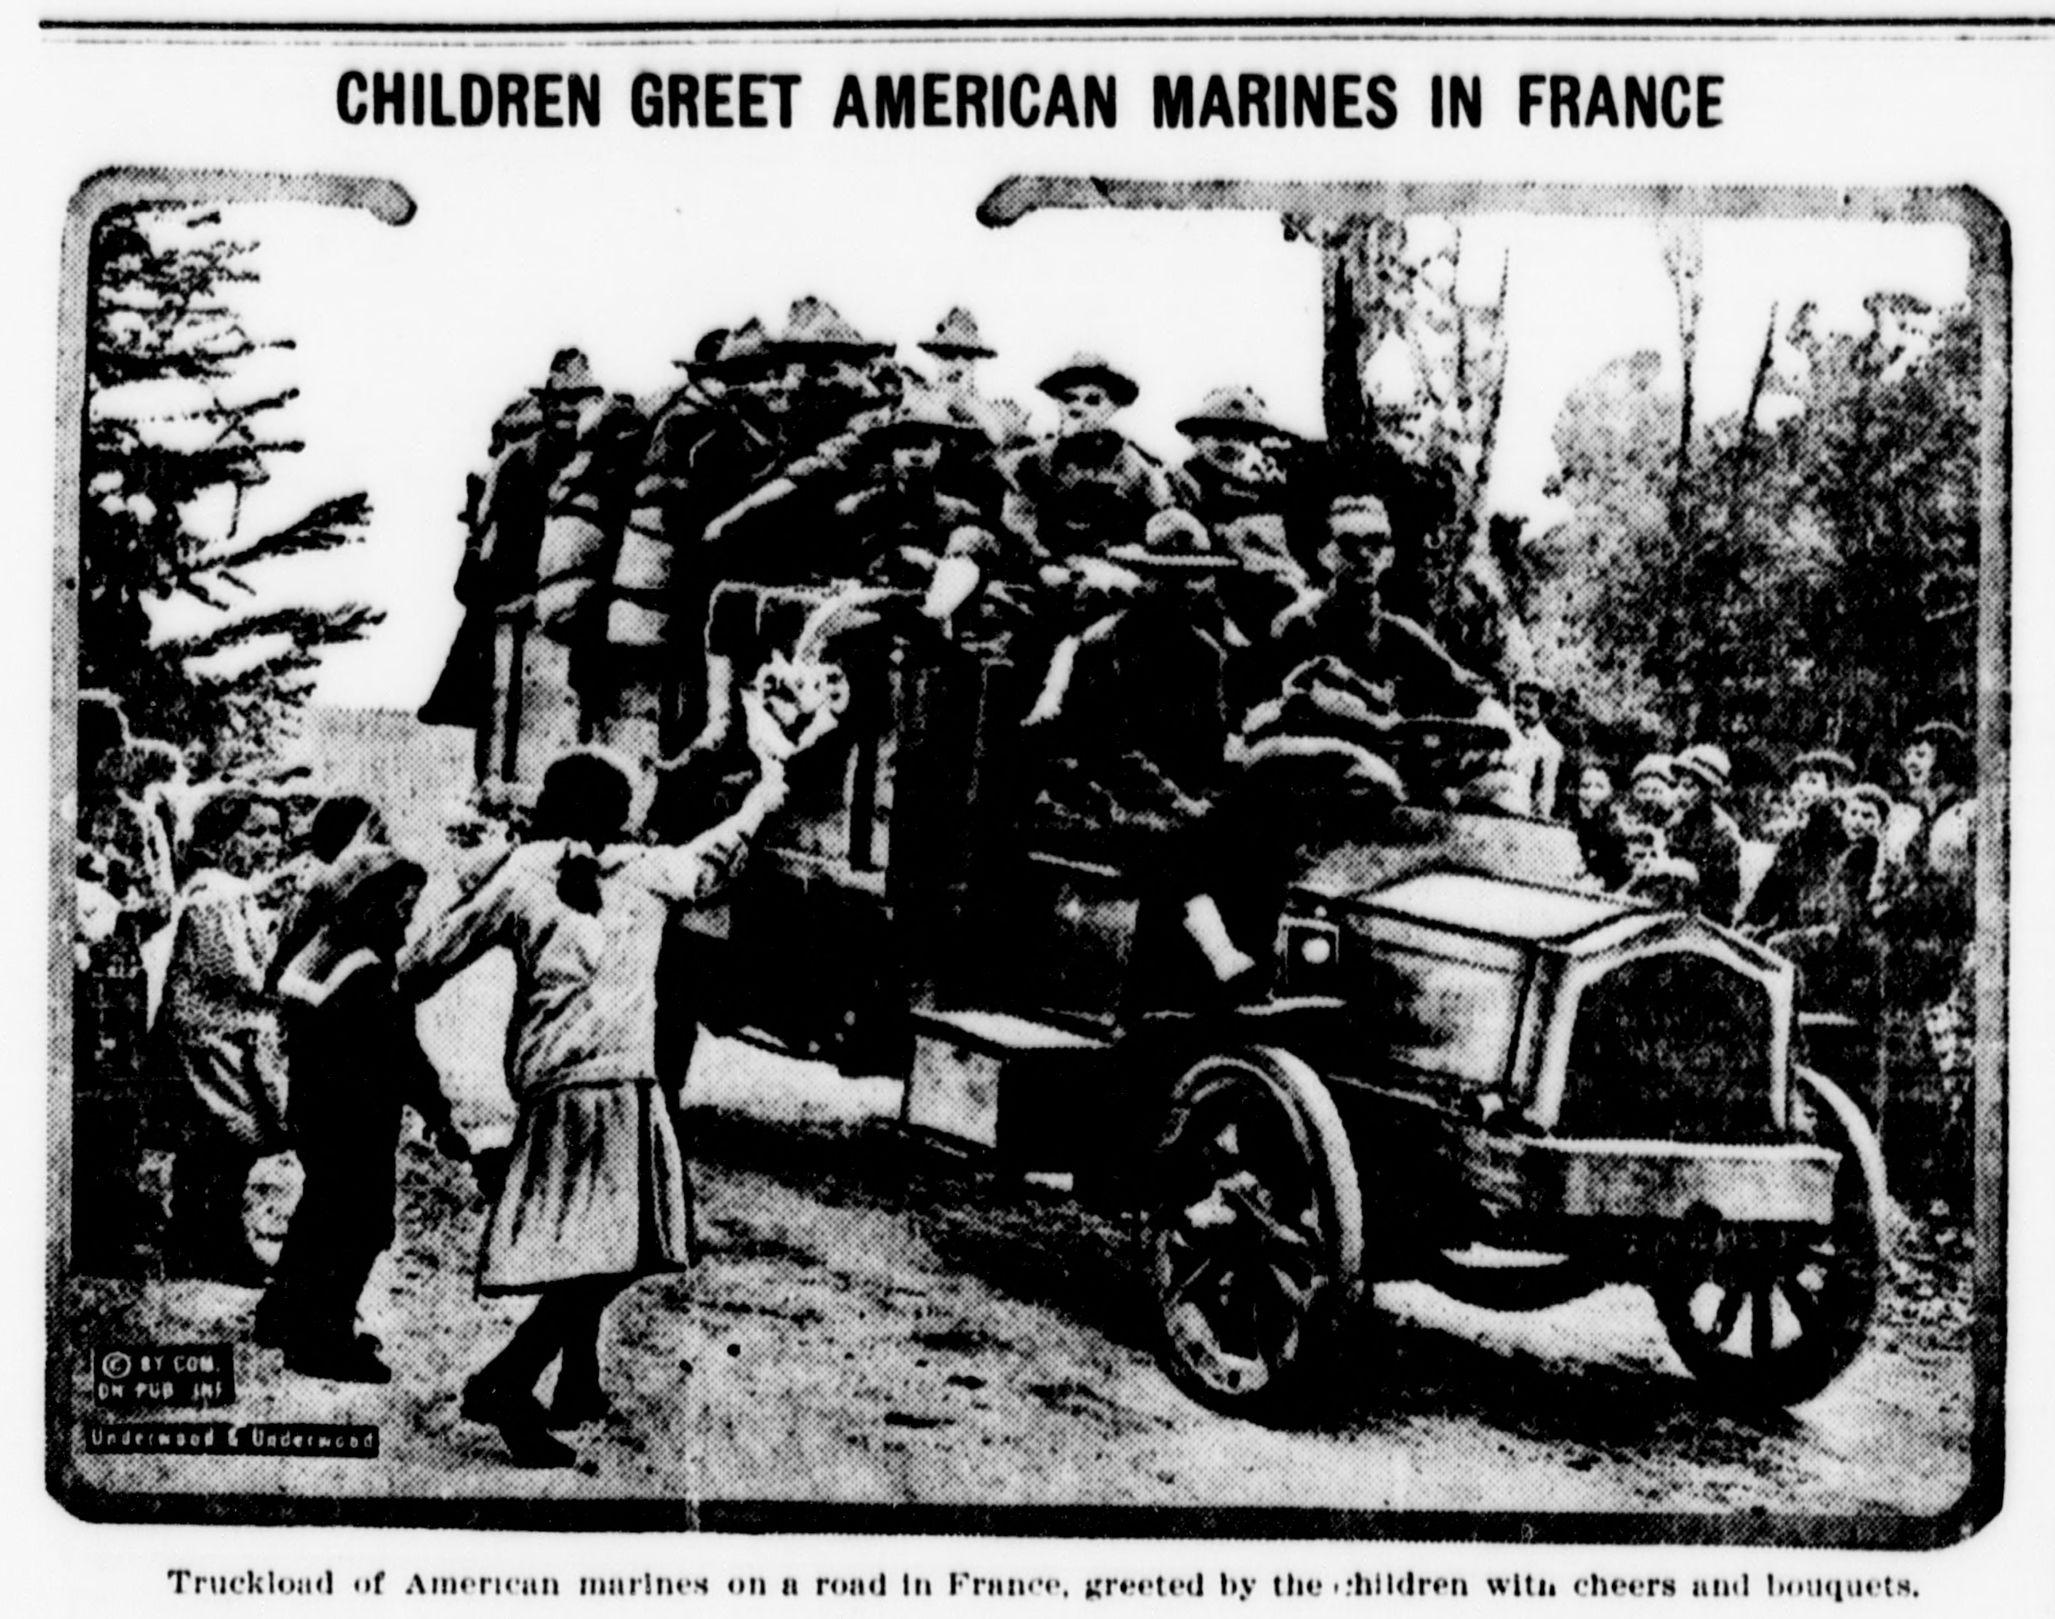 CHILDREN GREET AMERICAN MARINES IN FRANCE
© BY COM.
ON PUB INF
Underwood & Underwood
Truckload of American marines on a road in France, greeted by the children with cheers and bouquets.